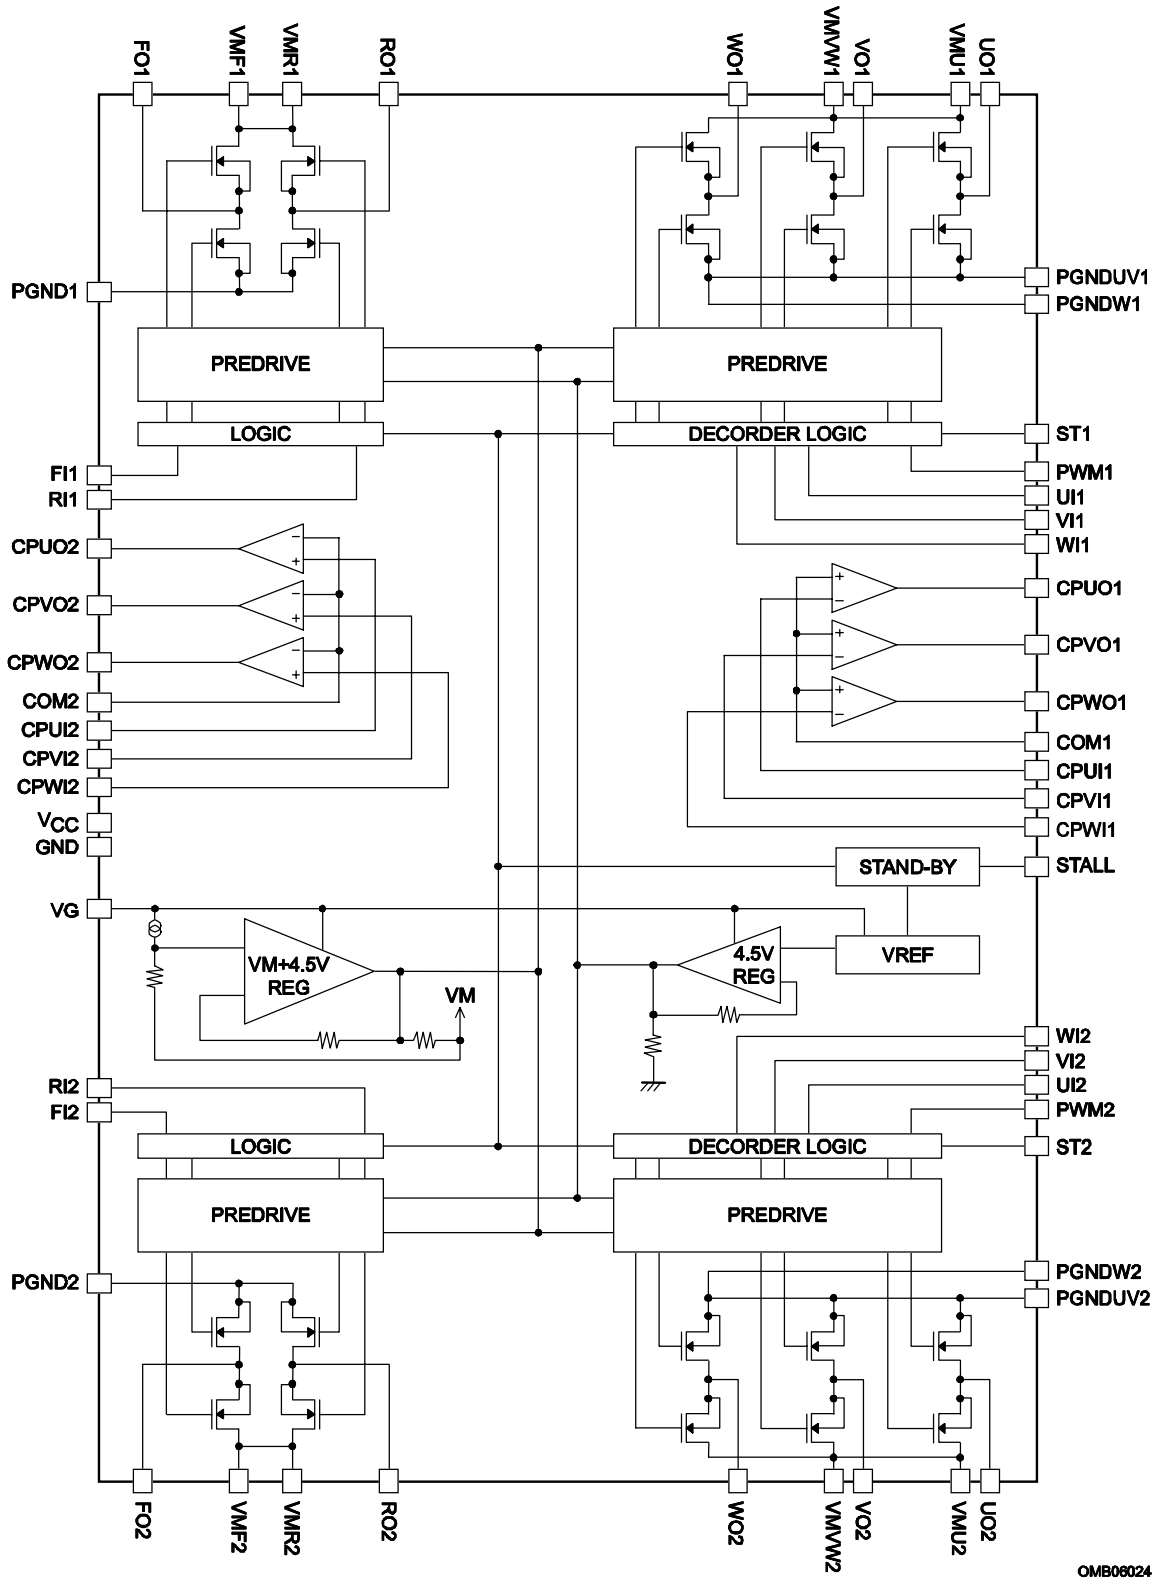 FO1
VMF1
VMR1
RO1
WO1
VMVW1
VO1
VMU1
UO1
PGND1
PGNDUV1
PGNDW1
PREDRIVE
PREDRIVE
LOGIC
DECORDER LOGIC
ST1
FI1
PWM1
RI1
UI1
VI1
WI1
CPUO2
- +
CPVO2
- +
CPWO2
- +
COM2
CPUI2
CPVI2
CPWI2
+ -
CPUO1
+ -
CPVO1
+ -
CPWO1
COM1
CPUI1
CPVI1
CPWI1
VCC
GND
STAND-BY
STALL
VG
VM+4.5V
REG
4.5V
REG
VREF
VM
WI2
VI2
UI2
PWM2
RI2
FI2
LOGIC
DECORDER LOGIC
ST2
PREDRIVE
PREDRIVE
PGND2
PGNDW2
PGNDUV2
FO2
VMF2
VMR2
RO2
WO2
VMVW2
VO2
VMU2
UO2
OMB06024